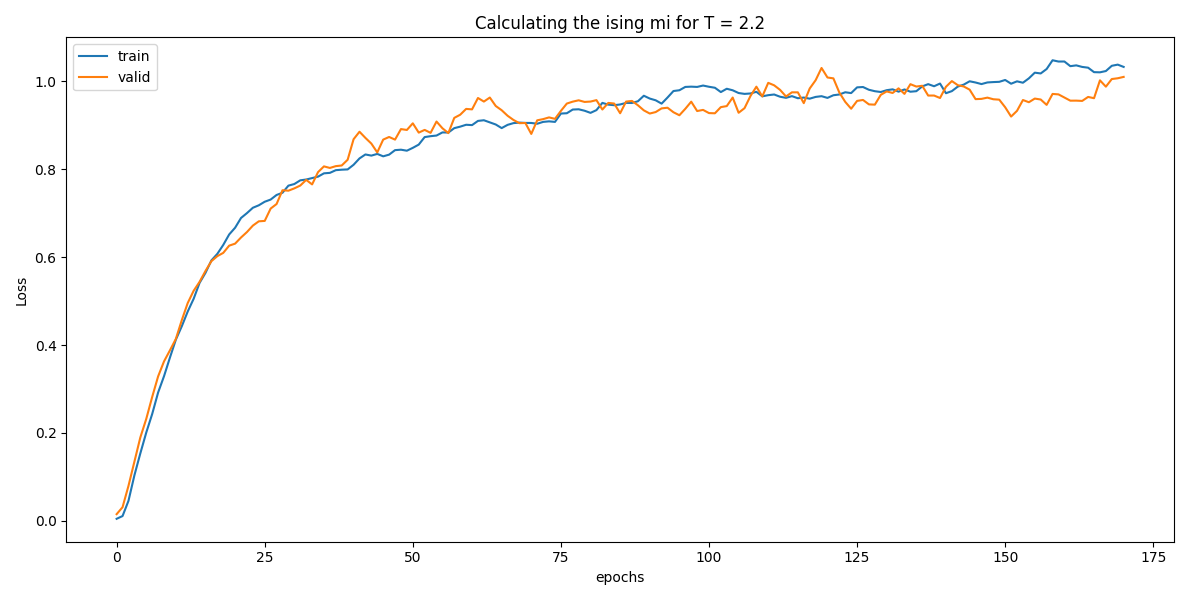 Calculating the ising mi for T = 2.2
train
valid
Loss
1.0
0.8
0.6
0.4
0.2
0.0
0 25 50 75 100 125 150 175
epochs